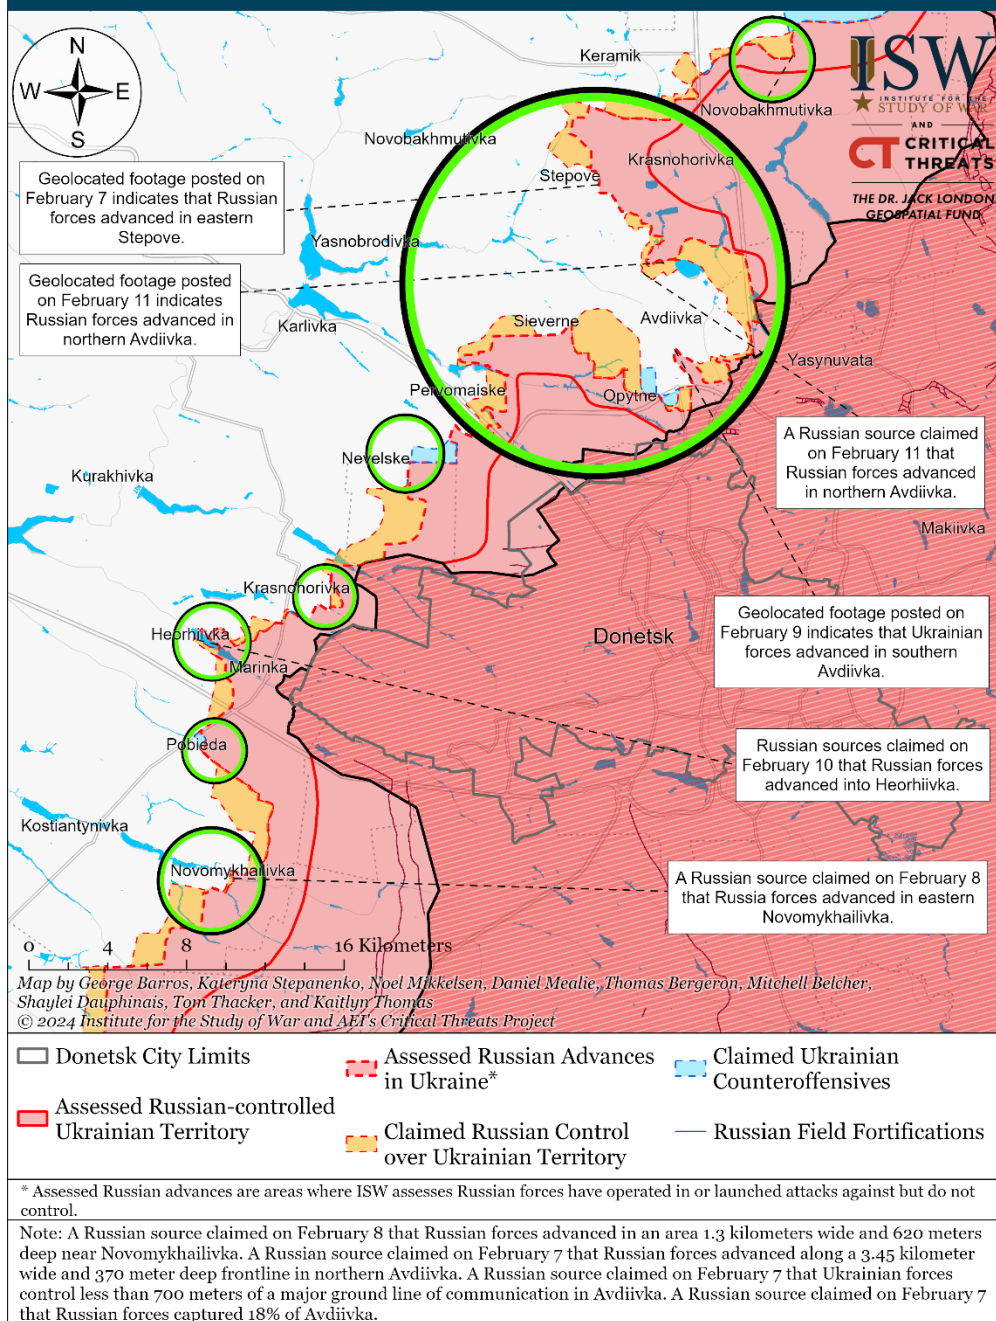 N
W
E
S
Keramik
ISW
INSTITUTE FOR THE
STUDY OF WAR
AND
CT CRITICAL
THREATS
THE DR. JACK LONDON
GEOSPATIAL FUND
Novobakhmutivka
Novobakhmutivka
Krasnohorivka
Stepove
Geolocated footage posted on
February 7 indicates that Russian
forces advanced in eastern
Stepove.
Yasnobrodivka
Geolocated footage posted
on February 11 indicates
Russian forces advanced in
northern Avdiivka.
Karlivka
Sieverne
Avdiivka
Yasynuvata
Pervomaiske
Opytne
A Russian source claimed
on February 11 that
Russian forces advanced
in northern Avdiivka.
Nevelske
Kurakhivka
Makiivka
Krasnohorivka
Geolocated footage posted on
February 9 indicates that Ukrainian
forces advanced in southern
Avdiivka.
Heorhiivka
Donetsk
Marinka
Pobieda
Russian sources claimed on
February 10 that Russian forces
advanced into Heorhiivka.
Kostiantynivka
Novomykhailivka
A Russian source claimed on February 8
that Russia forces advanced in eastern
Novomykhailivka.
0 4 8 16 Kilometers
Map by George Barros, Kateryna Stepanenko, Noel Mikkelsen, Daniel Mealie, Thomas Bergeron, Mitchell Belcher,
Shaylei Dauphinais, Tom Thacker, and Kaitlyn Thomas
© 2024 Institute for the Study of War and AEI's Critical Threats Project
Donetsk City Limits
Assessed Russian-controlled
Ukrainian Territory
Assessed Russian Advances
in Ukraine*
Claimed Russian Control
over Ukrainian Territory
Claimed Ukrainian
Counteroffensives
Russian Field Fortifications
* Assessed Russian advances are areas where ISW assesses Russian forces have operated in or launched attacks against but do not
control.
Note: A Russian source claimed on February 8 that Russian forces advanced in an area 1.3 kilometers wide and 620 meters
deep near Novomykhailivka. A Russian source claimed on February 7 that Russian forces advanced along a 3.45 kilometer
wide and 370 meter deep frontline in northern Avdiivka. A Russian source claimed on February 7 that Ukrainian forces
control less than 700 meters of a major ground line of communication in Avdiivka. A Russian source claimed on February 7
that Russian forces captured 18% of Avdiivka.